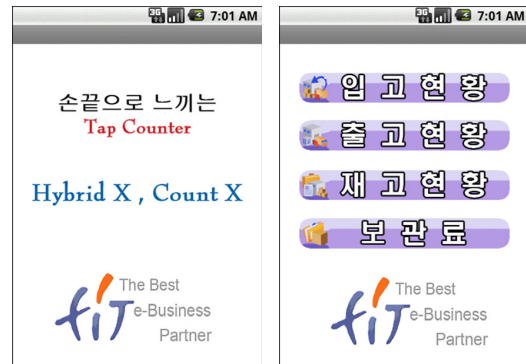 3G 7:01 AM
손끝으로 느끼는
Tap Counter
Hybrid X , Count X
fiT
The Best
e-Business
Partner
3G 7:01 AM
입고현황
출고현황
재고현황
보관료
fiT
The Best
e-Business
Partner